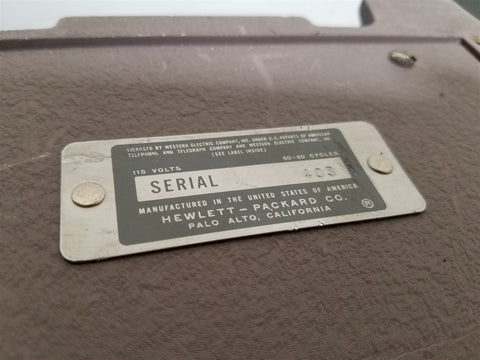 LICENSED BY WESTERN ELECTRIC COMPANY, INC. UNDER U.S. PATENTS OF AMERICAN
TELEPHONE AND TELEGRAPH COMPANY AND WESTERN ELECTRIC COMPANY, INC.
(SEE LABEL INSIDE)
115 VOLTS 50-60 CYCLES
SERIAL 403
MANUFACTURED IN THE UNITED STATES OF AMERICA
HEWLETT-PACKARD CO. ®
PALO ALTO, CALIFORNIA